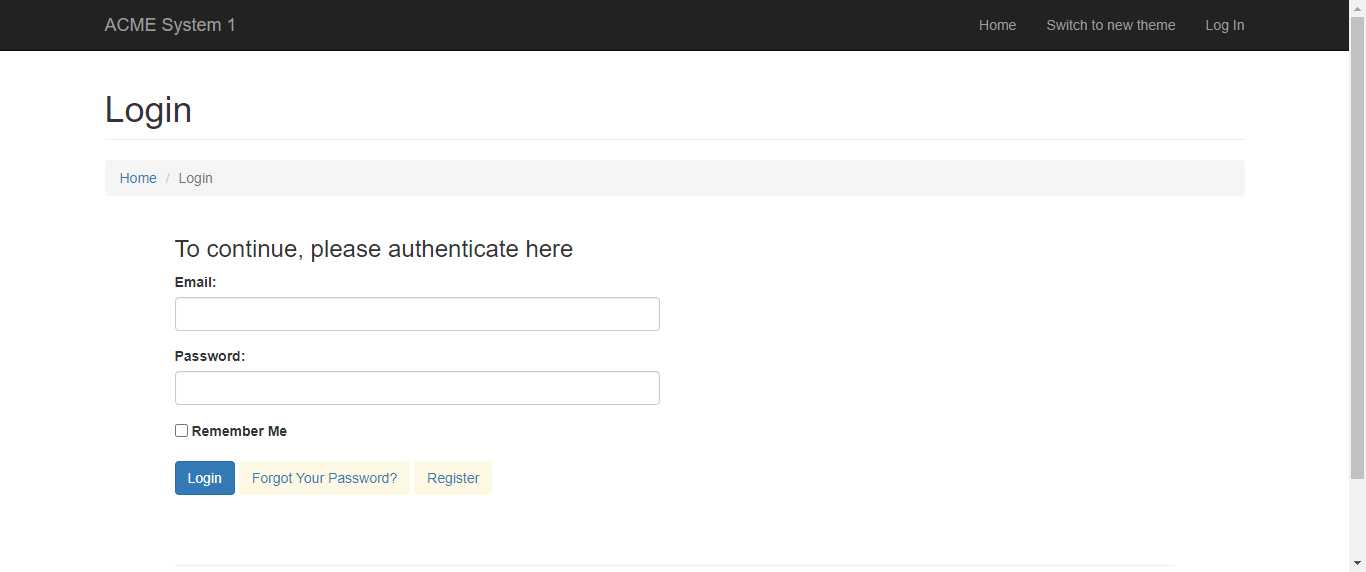 ACME System 1 Home Switch to new theme Log In
Login
Home / Login
To continue, please authenticate here
Email:
Password:
Remember Me
Login Forgot Your Password? Register